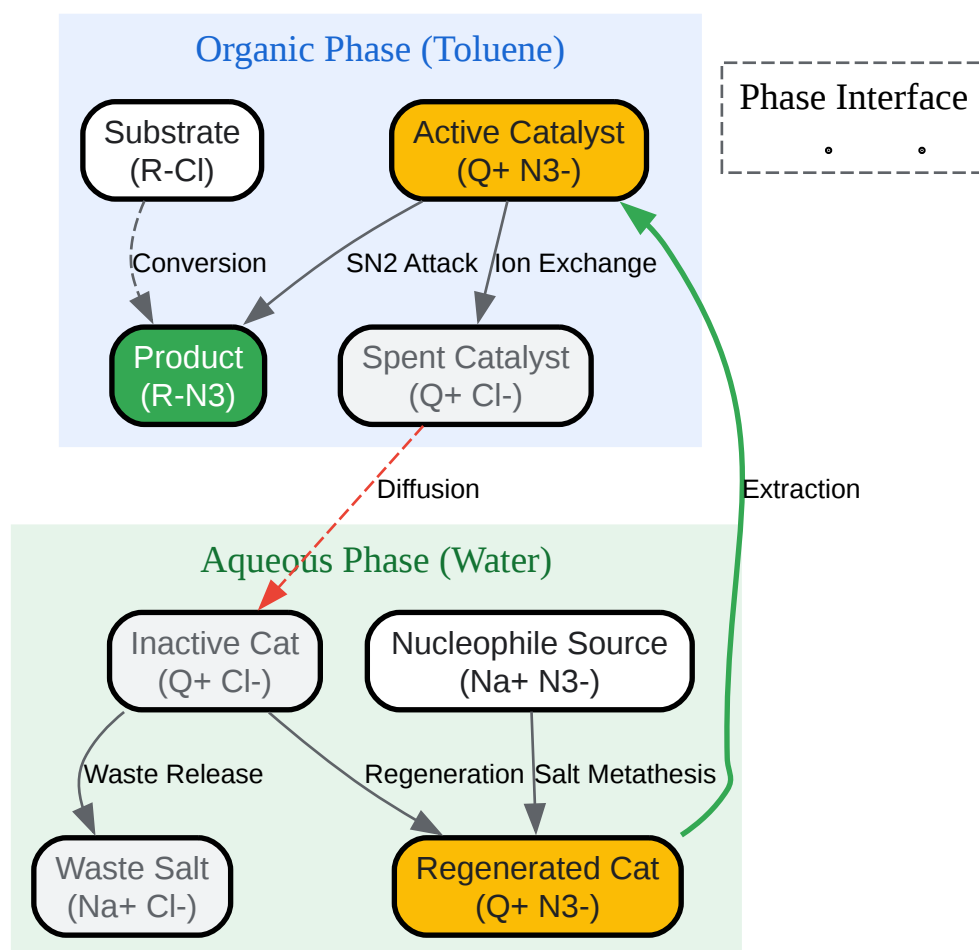 Organic Phase (Toluene)
Phase Interface
Substrate
(R-Cl)
Active Catalyst
(Q+ N3-)
Conversion
SN2 Attack
Ion Exchange
Product
(R-N3)
Spent Catalyst
(Q+ Cl-)
Diffusion
Extraction
Aqueous Phase (Water)
Inactive Cat
(Q+ Cl-)
Nucleophile Source
(Na+ N3-)
Waste Release
Regeneration
Salt Metathesis
Waste Salt
(Na+ Cl-)
Regenerated Cat
(Q+ N3-)